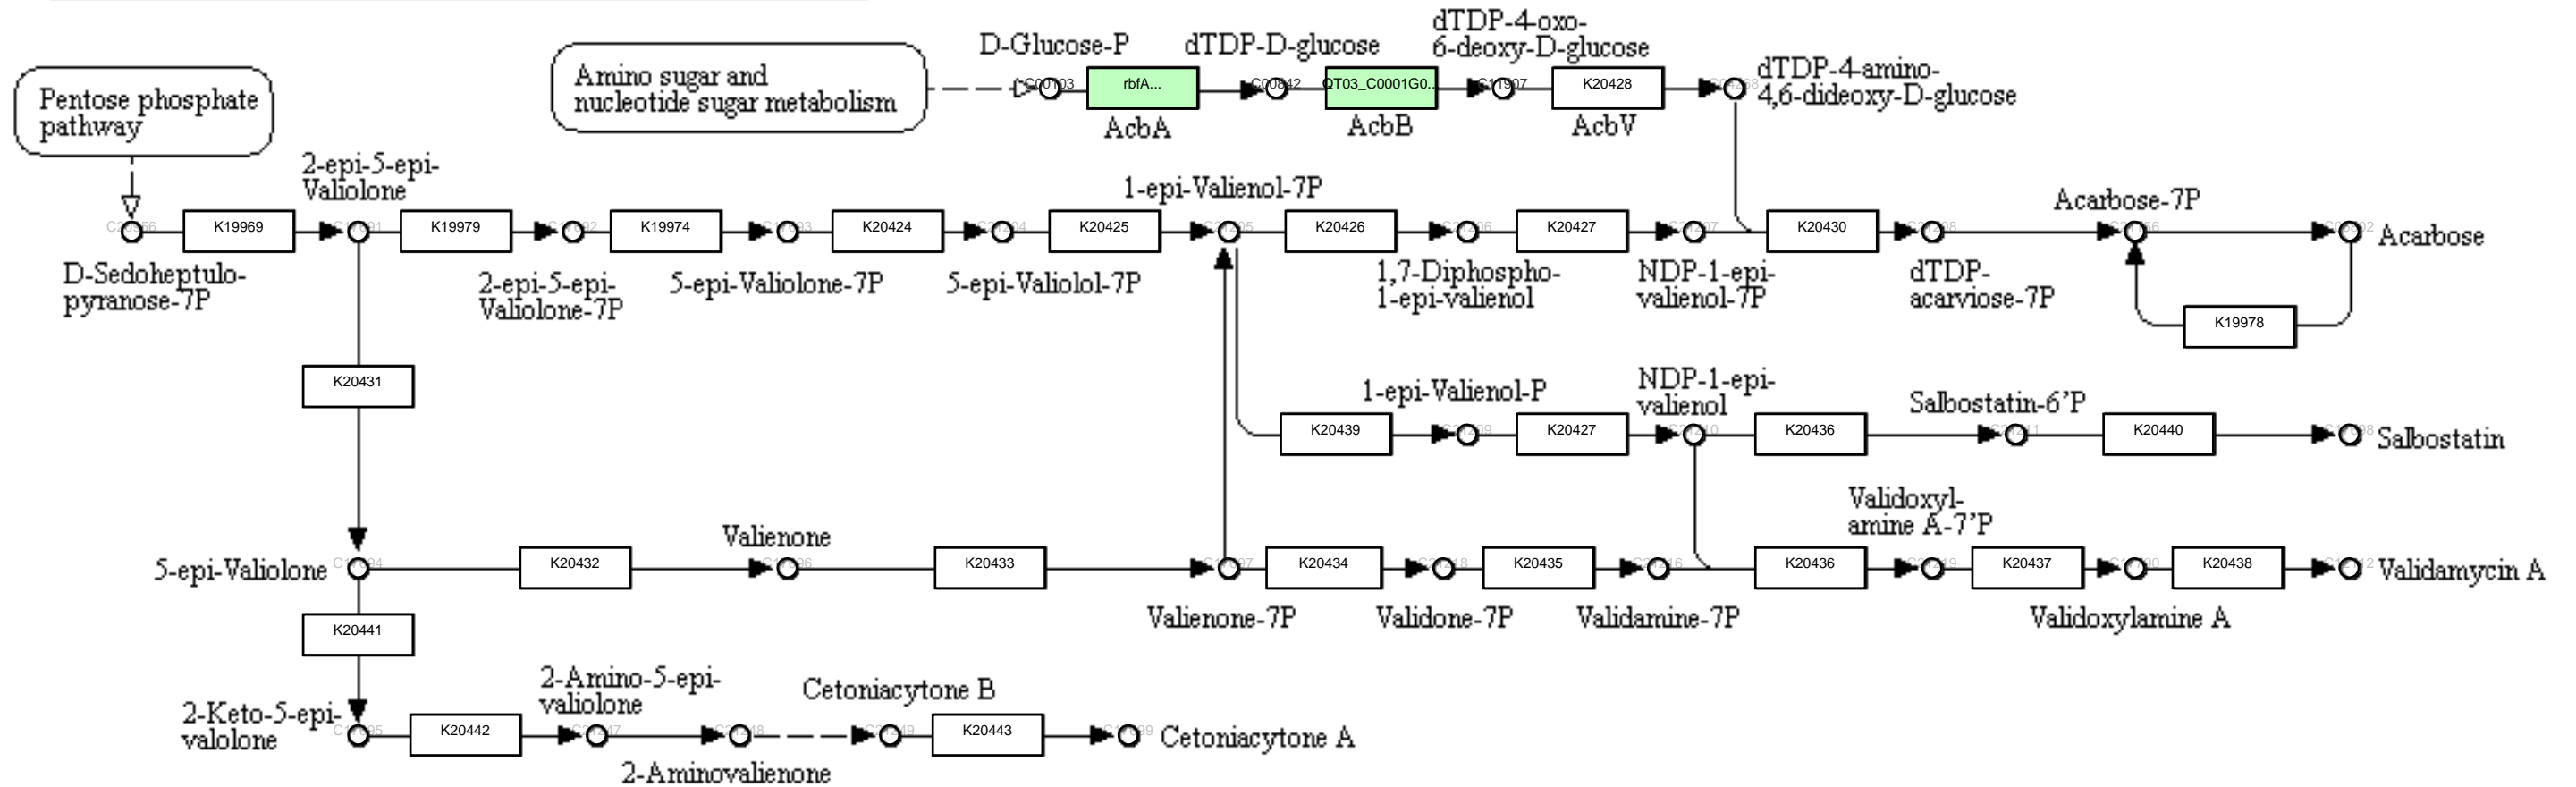 dTDP-4-oxo-
6-deoxy-D-glucose
D-Glucose-P
dTDP-D-glucose
Amino sugar and
nucleotide sugar metabolism
rbfA...
QT03_C0001G0...
K20428
dTDP-4-amino-
4,6-dideoxy-D-glucose
AcbA
AcbB
AcbV
Pentose phosphate
pathway
2-epi-5-epi-
Valiolone
1-epi-Valienol-7P
Acarbose-7P
K19969
K19979
K19974
K20424
K20425
K20426
K20427
K20430
Acarbose
D-Sedoheptulo-
pyranose-7P
2-epi-5-epi-
Valiolone-7P
5-epi-Valiolone-7P
5-epi-Valiolol-7P
1,7-Diphospho-
1-epi-valienol
NDP-1-epi-
valienol-7P
dTDP-
acarviose-7P
K19978
K20431
1-epi-Valienol-P
NDP-1-epi-
valienol
Salbostatin-6'P
K20439
K20427
K20436
K20440
Salbostatin
Validoxyl-
amine A-7'P
Valienone
5-epi-Valiolone
K20432
K20433
K20434
K20435
K20436
K20437
K20438
Validamycin A
Valienone-7P
Validone-7P
Validamine-7P
Validoxylamine A
K20441
2-Amino-5-epi-
valiolone
Cetoniacytone B
2-Keto-5-epi-
valolone
K20442
K20443
Cetoniacytone A
2-Aminovalienone